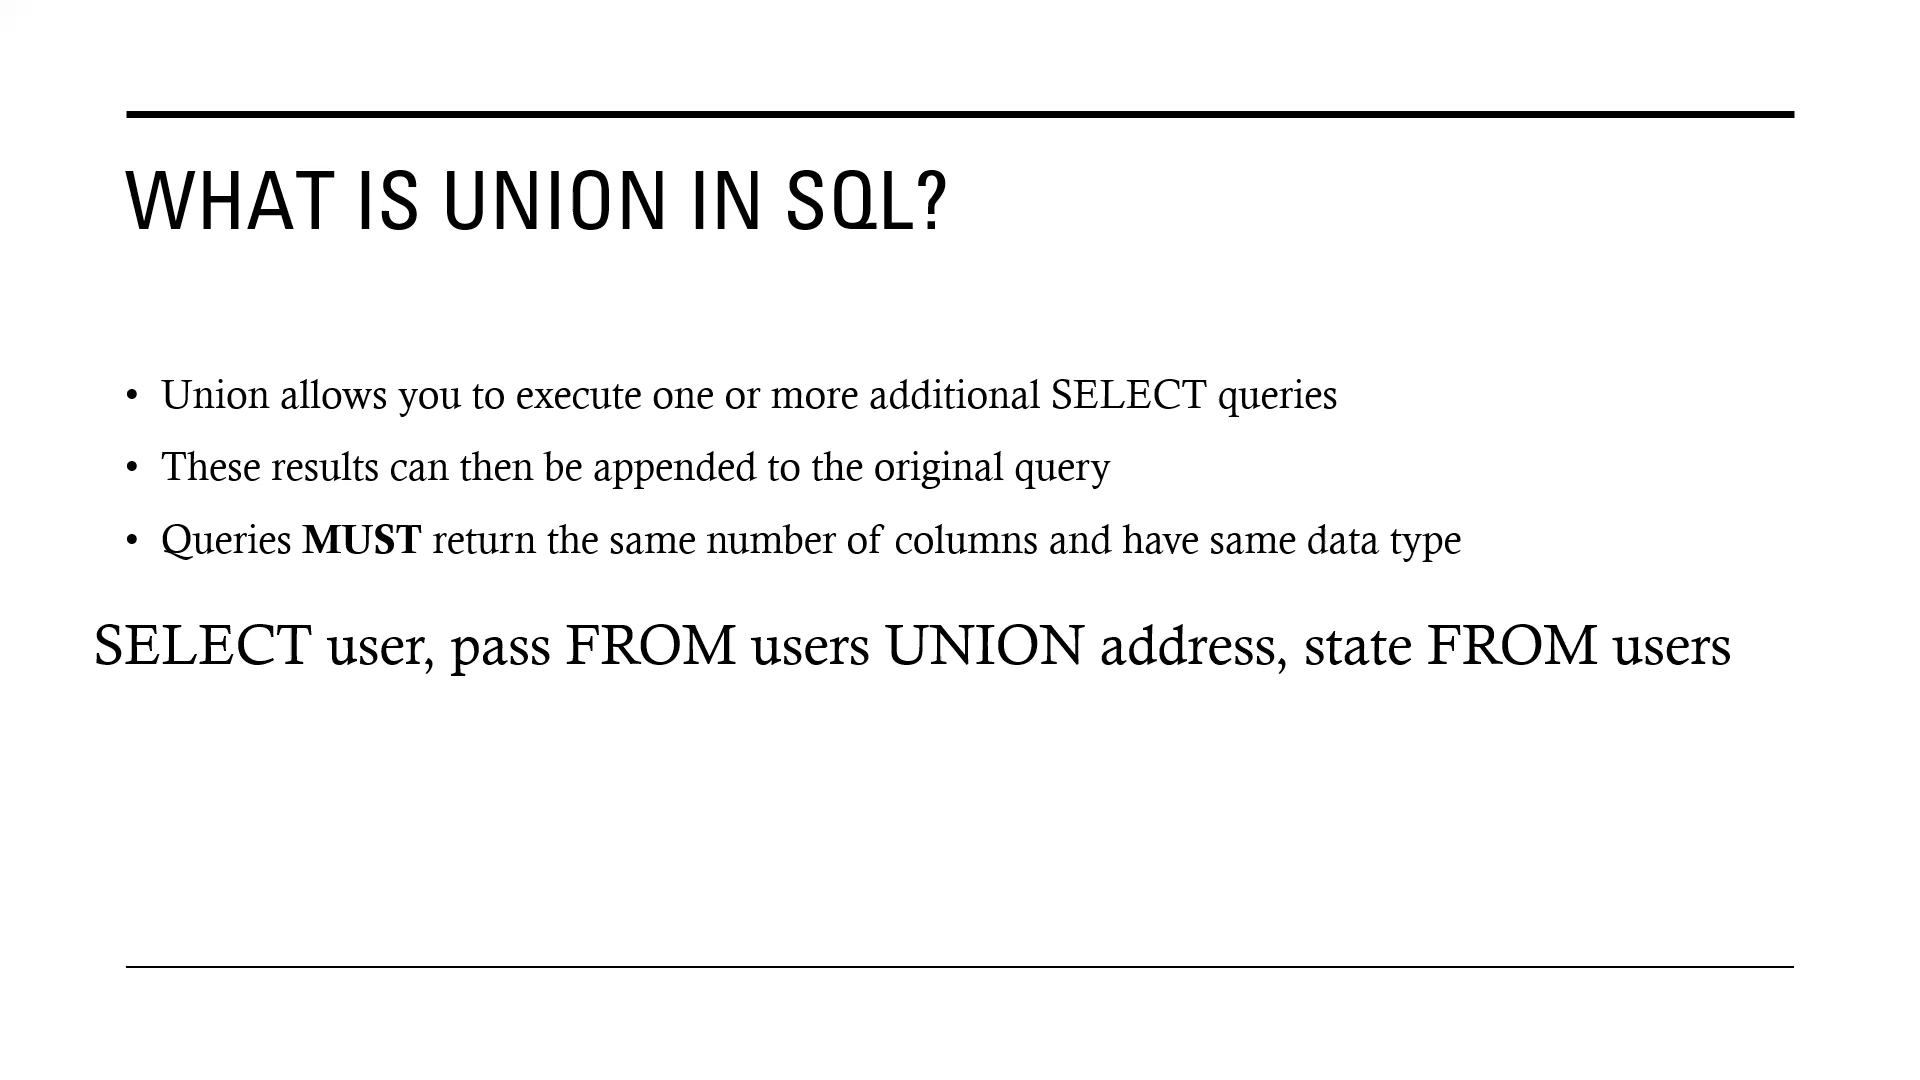 WHAT IS UNION IN SQL?
• Union allows you to execute one or more additional SELECT queries
• These results can then be appended to the original query
• Queries MUST return the same number of columns and have same data type
SELECT user, pass FROM users UNION address, state FROM users